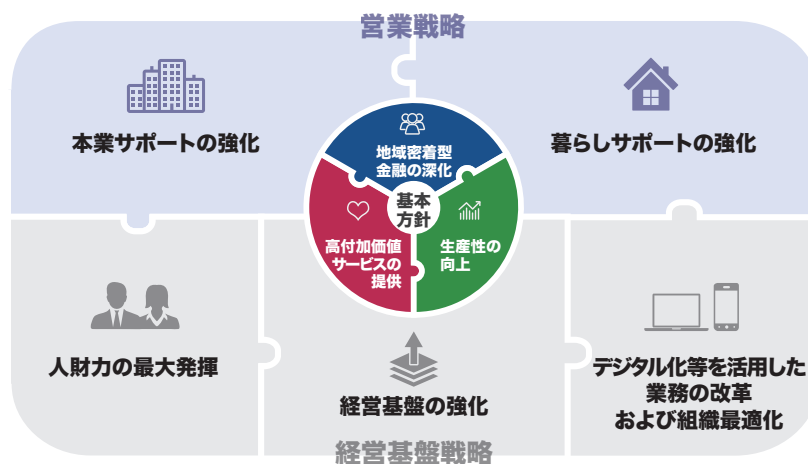 営業戦略
本業サポートの強化
暮らしサポートの強化
地域密着型
金融の深化
基本
方針
高付加価値
サービスの
提供
生産性の
向上
人財力の最大発揮
経営基盤の強化
デジタル化等を活用した
業務の改革
および組織最適化
経営基盤戦略